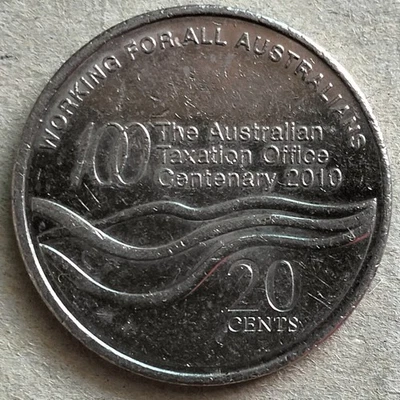 WORKING FOR ALL AUSTRALIANS
100
The Australian
Taxation Office
Centenary 2010
20
CENTS